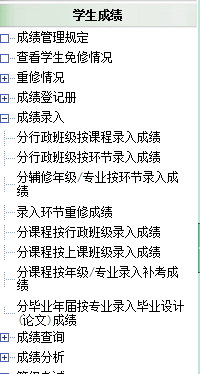 学生成绩
成绩管理规定
查看学生免修情况
重修情况
成绩登记册
成绩录入
分行政班级按课程录入成绩
分行政班级按环节录入成绩
分辅修年级/专业按环节录入成
绩
录入环节重修成绩
分课程按行政班级录入成绩
分课程按上课班级录入成绩
分课程按年级/专业录入补考成
绩
分毕业年届按专业录入毕业设计
(论文)成绩
成绩查询
成绩分析